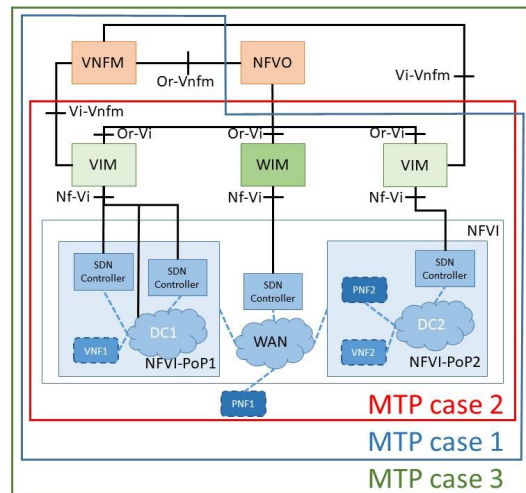 VNFM
NFVO
Or-Vnfm
Vi-Vnfm
Vi-Vnfm
Or-Vi
Or-Vi
Or-Vi
VIM
WIM
VIM
Nf-Vi
Nf-Vi
Nf-Vi
NFVI
SDN
Controller
SDN
Controller
SDN
Controller
SDN
Controller
PNF2
DC1
DC2
WAN
VNF1
VNF2
NFVI-PoP1
NFVI-PoP2
PNF1
MTP case 2
MTP case 1
MTP case 3